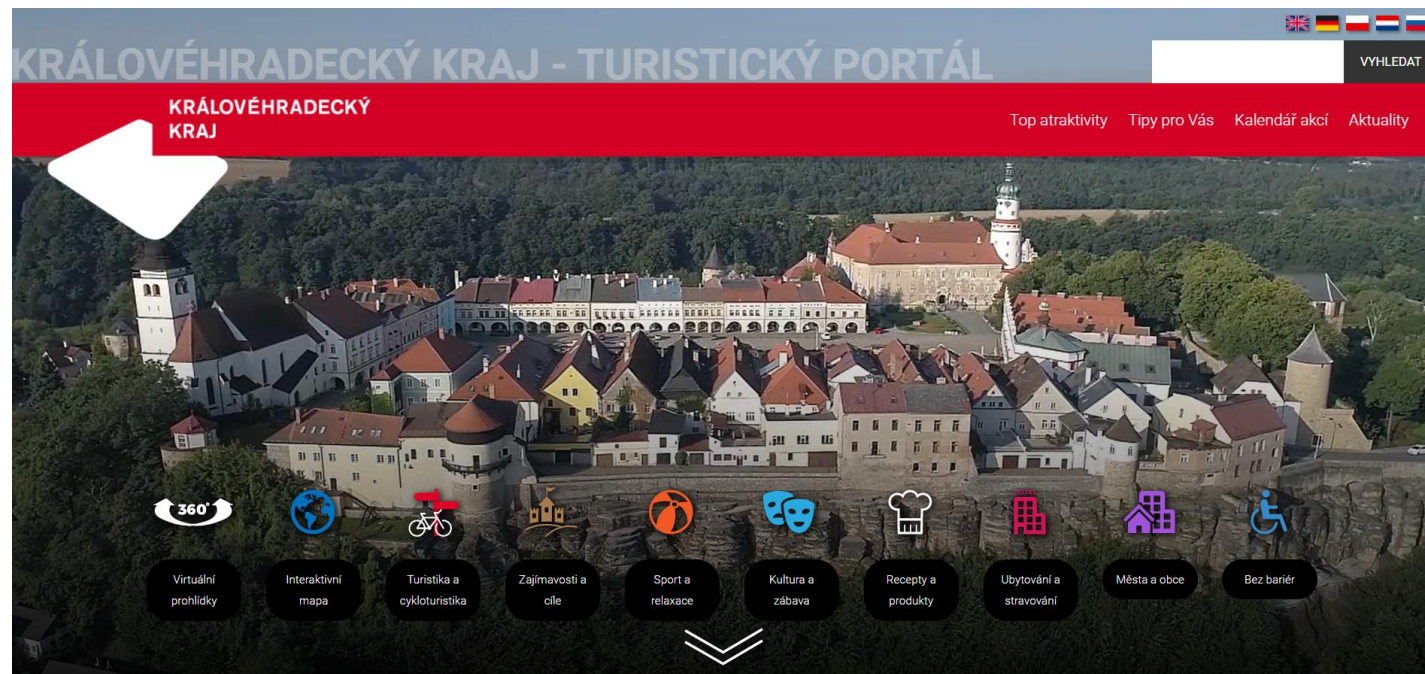 KRÁLOVÉHRADECKÝ KRAJ - TURISTICKÝ PORTÁL
VYHLEDAT
KRÁLOVÉHRADECKÝ
KRAJ
Top atraktivity Tipy pro Vás Kalendář akcí Aktuality
360°
HOTEL
Virtuální
prohlídky
Interaktivní
mapa
Turistika a
cykloturistika
Zajímavosti a
cíle
Sport a
relaxace
Kultura a
zábava
Recepty a
produkty
Ubytování a
stravování
Města a obce
Bez bariér